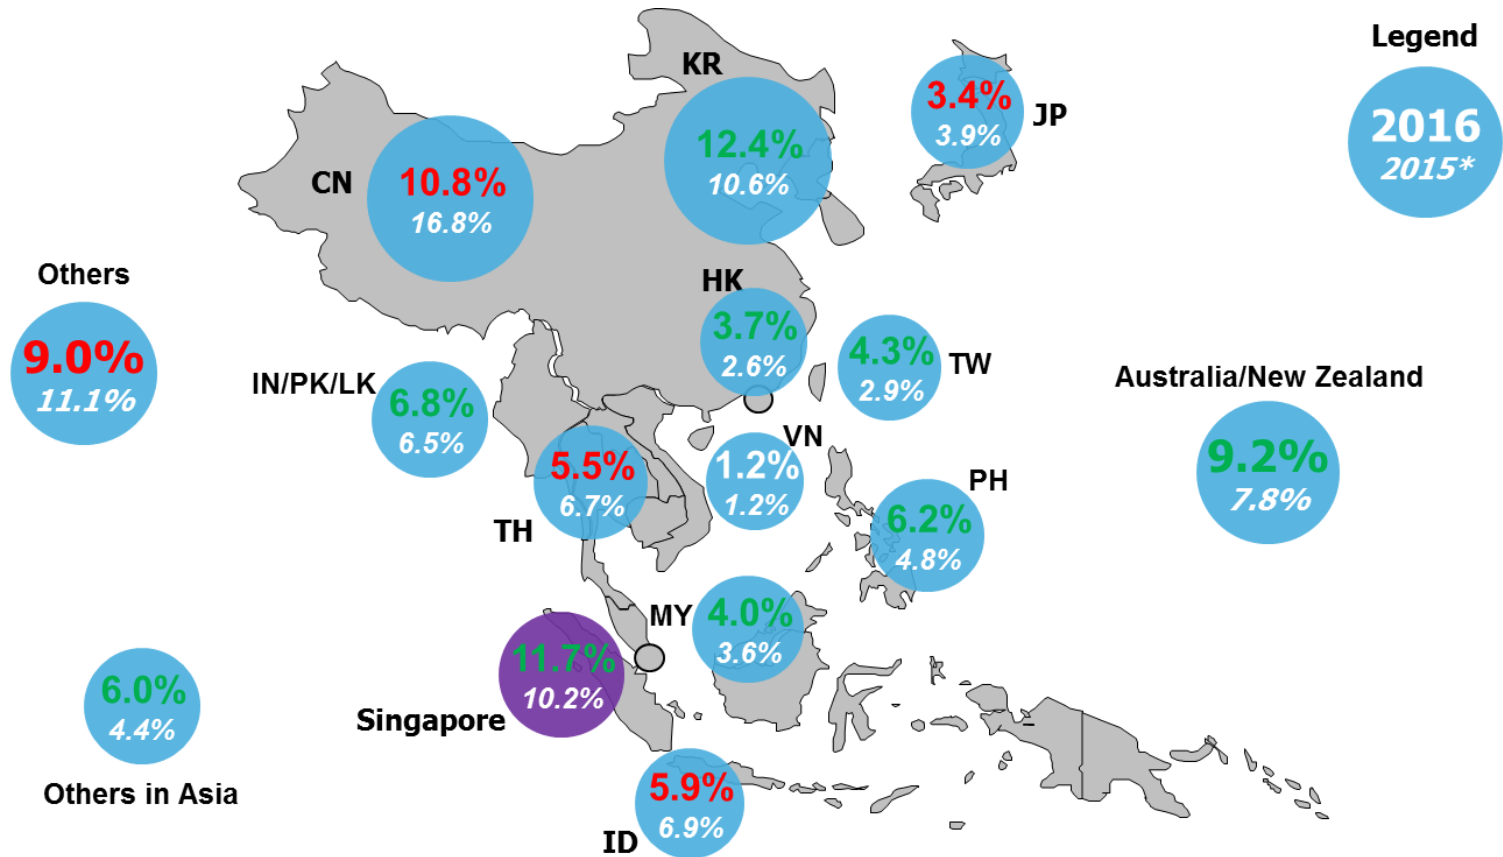 Legend
2016
2015*
KR
12.4%
10.6%
3.4%
3.9%
JP
CN
10.8%
16.8%
Others
9.0%
11.1%
HK
3.7%
2.6%
4.3%
2.9%
TW
IN/PK/LK
6.8%
6.5%
Australia/New Zealand
9.2%
7.8%
TH
5.5%
6.7%
VN
1.2%
1.2%
PH
6.2%
4.8%
MY
4.0%
3.6%
Singapore
11.7%
10.2%
6.0%
4.4%
Others in Asia
5.9%
6.9%
ID